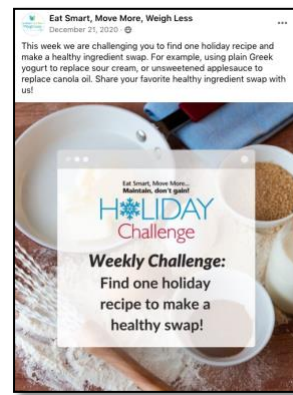 Eat Smart, Move More, Weigh Less
December 21, 2020 ·
This week we are challenging you to find one holiday recipe and
make a healthy ingredient swap. For example, using plain Greek
yogurt to replace sour cream, or unsweetened applesauce to
replace canola oil. Share your favorite healthy ingredient swap with
us!
Eat Smart, Move More...
Maintain, don't gain!
HOLIDAY
Challenge
Weekly Challenge:
Find one holiday
recipe to make a
healthy swap!